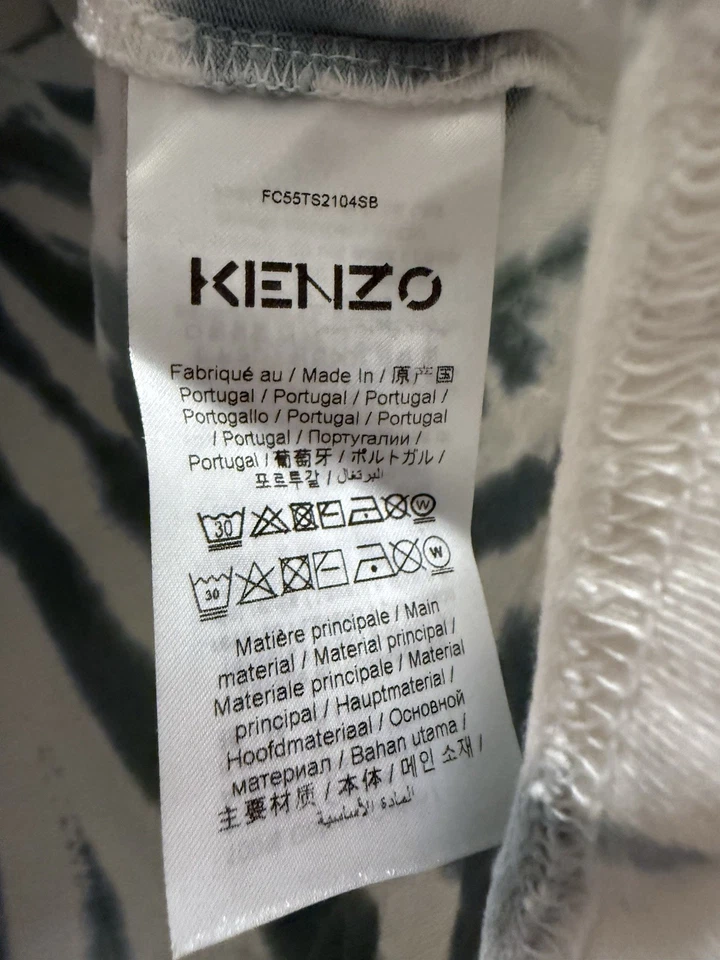 FC55TS2104SB
KENZO
Fabriqué au / Made In / 原产国
Portugal / Portugal / Portugal /
Portogallo / Portugal / Portugal
/ Portugal / Португалии /
Portugal / 葡萄牙 / ポルトガル /
포르투갈 / البرتغال
30 W
30 W
Matière principale / Main
material / Material principal /
Materiale principale / Material
principal / Hauptmaterial /
Hoofdmateriaal / Основной
материал / Bahan utama /
主要材质 / 本体 / 메인 소재 /
المادة الأساسية